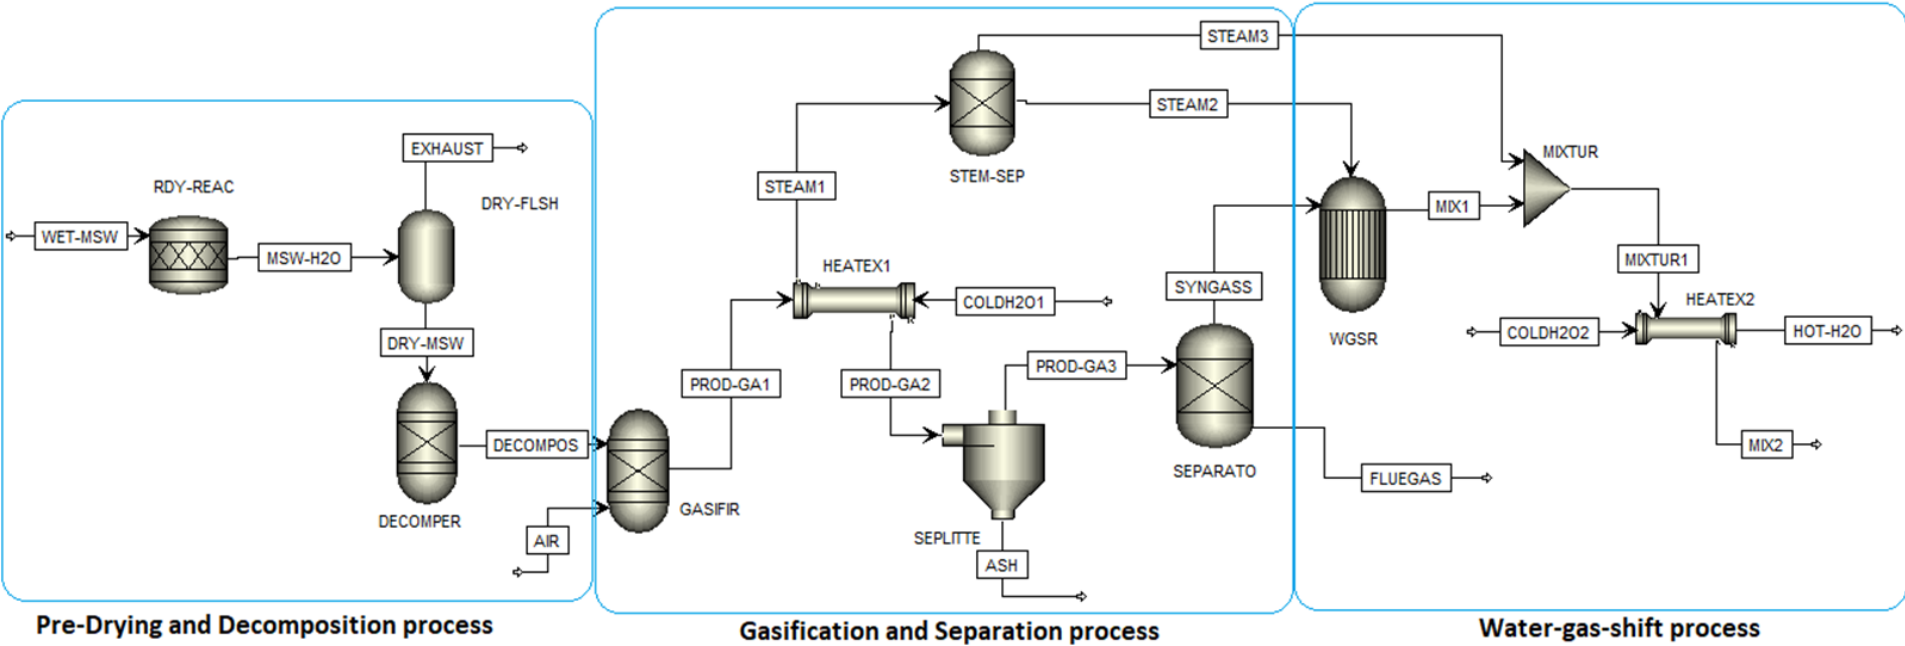 STEAM3
STEAM2
EXHAUST
MIXTUR
RDY-REAC
STEM-SEP
STEAM1
DRY-FLSH
WET-MSW
MIX1
MSW-H2O
HEATEX1
MIXTUR1
SYNGASS
COLDH2O1
HEATEX2
DRY-MSW
WGSR
COLDH2O2
HOT-H2O
PROD-GA1
PROD-GA2
PROD-GA3
DECOMPOS
MIX2
SEPARATO
FLUEGAS
DECOMPER
GASIFIR
AIR
SEPLITTE
ASH
Pre-Drying and Decomposition process
Gasification and Separation process
Water-gas-shift process